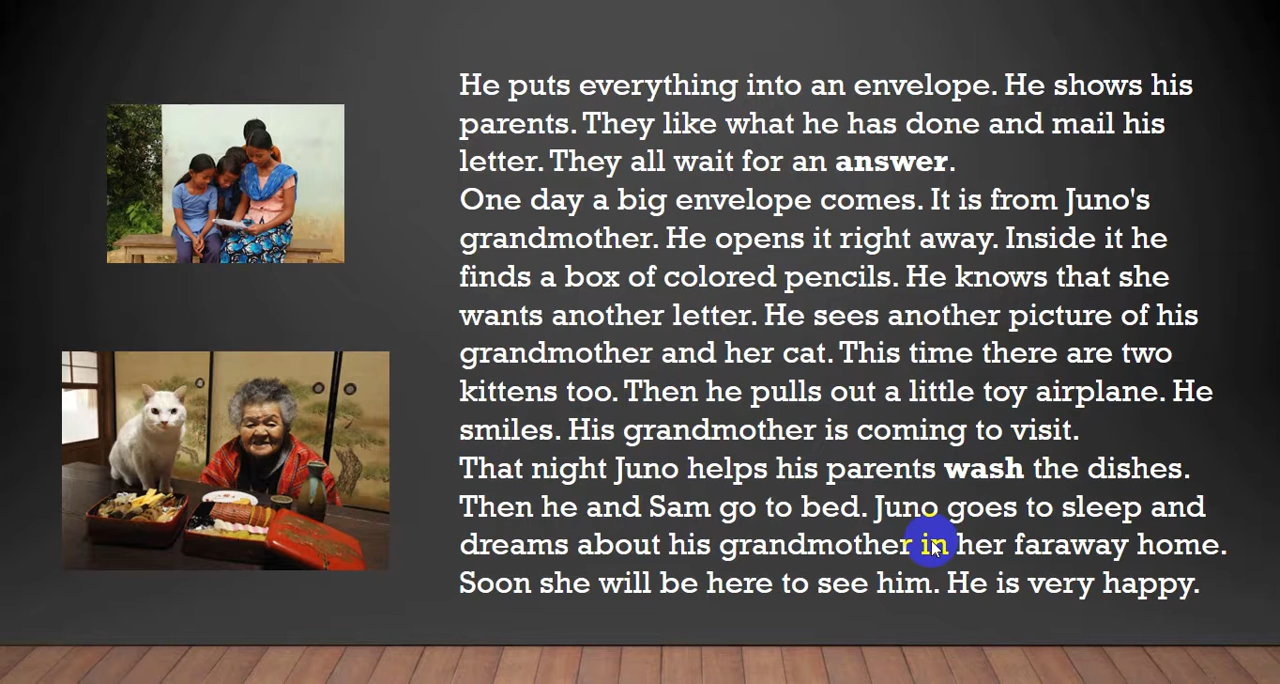 He puts everything into an envelope. He shows his
parents. They like what he has done and mail his
letter. They all wait for an answer.
One day a big envelope comes. It is from Juno's
grandmother. He opens it right away. Inside it he
finds a box of colored pencils. He knows that she
wants another letter. He sees another picture of his
grandmother and her cat. This time there are two
kittens too. Then he pulls out a little toy airplane. He
smiles. His grandmother is coming to visit.
That night Juno helps his parents wash the dishes.
Then he and Sam go to bed. Juno goes to sleep and
dreams about his grandmother in her faraway home.
Soon she will be here to see him. He is very happy.